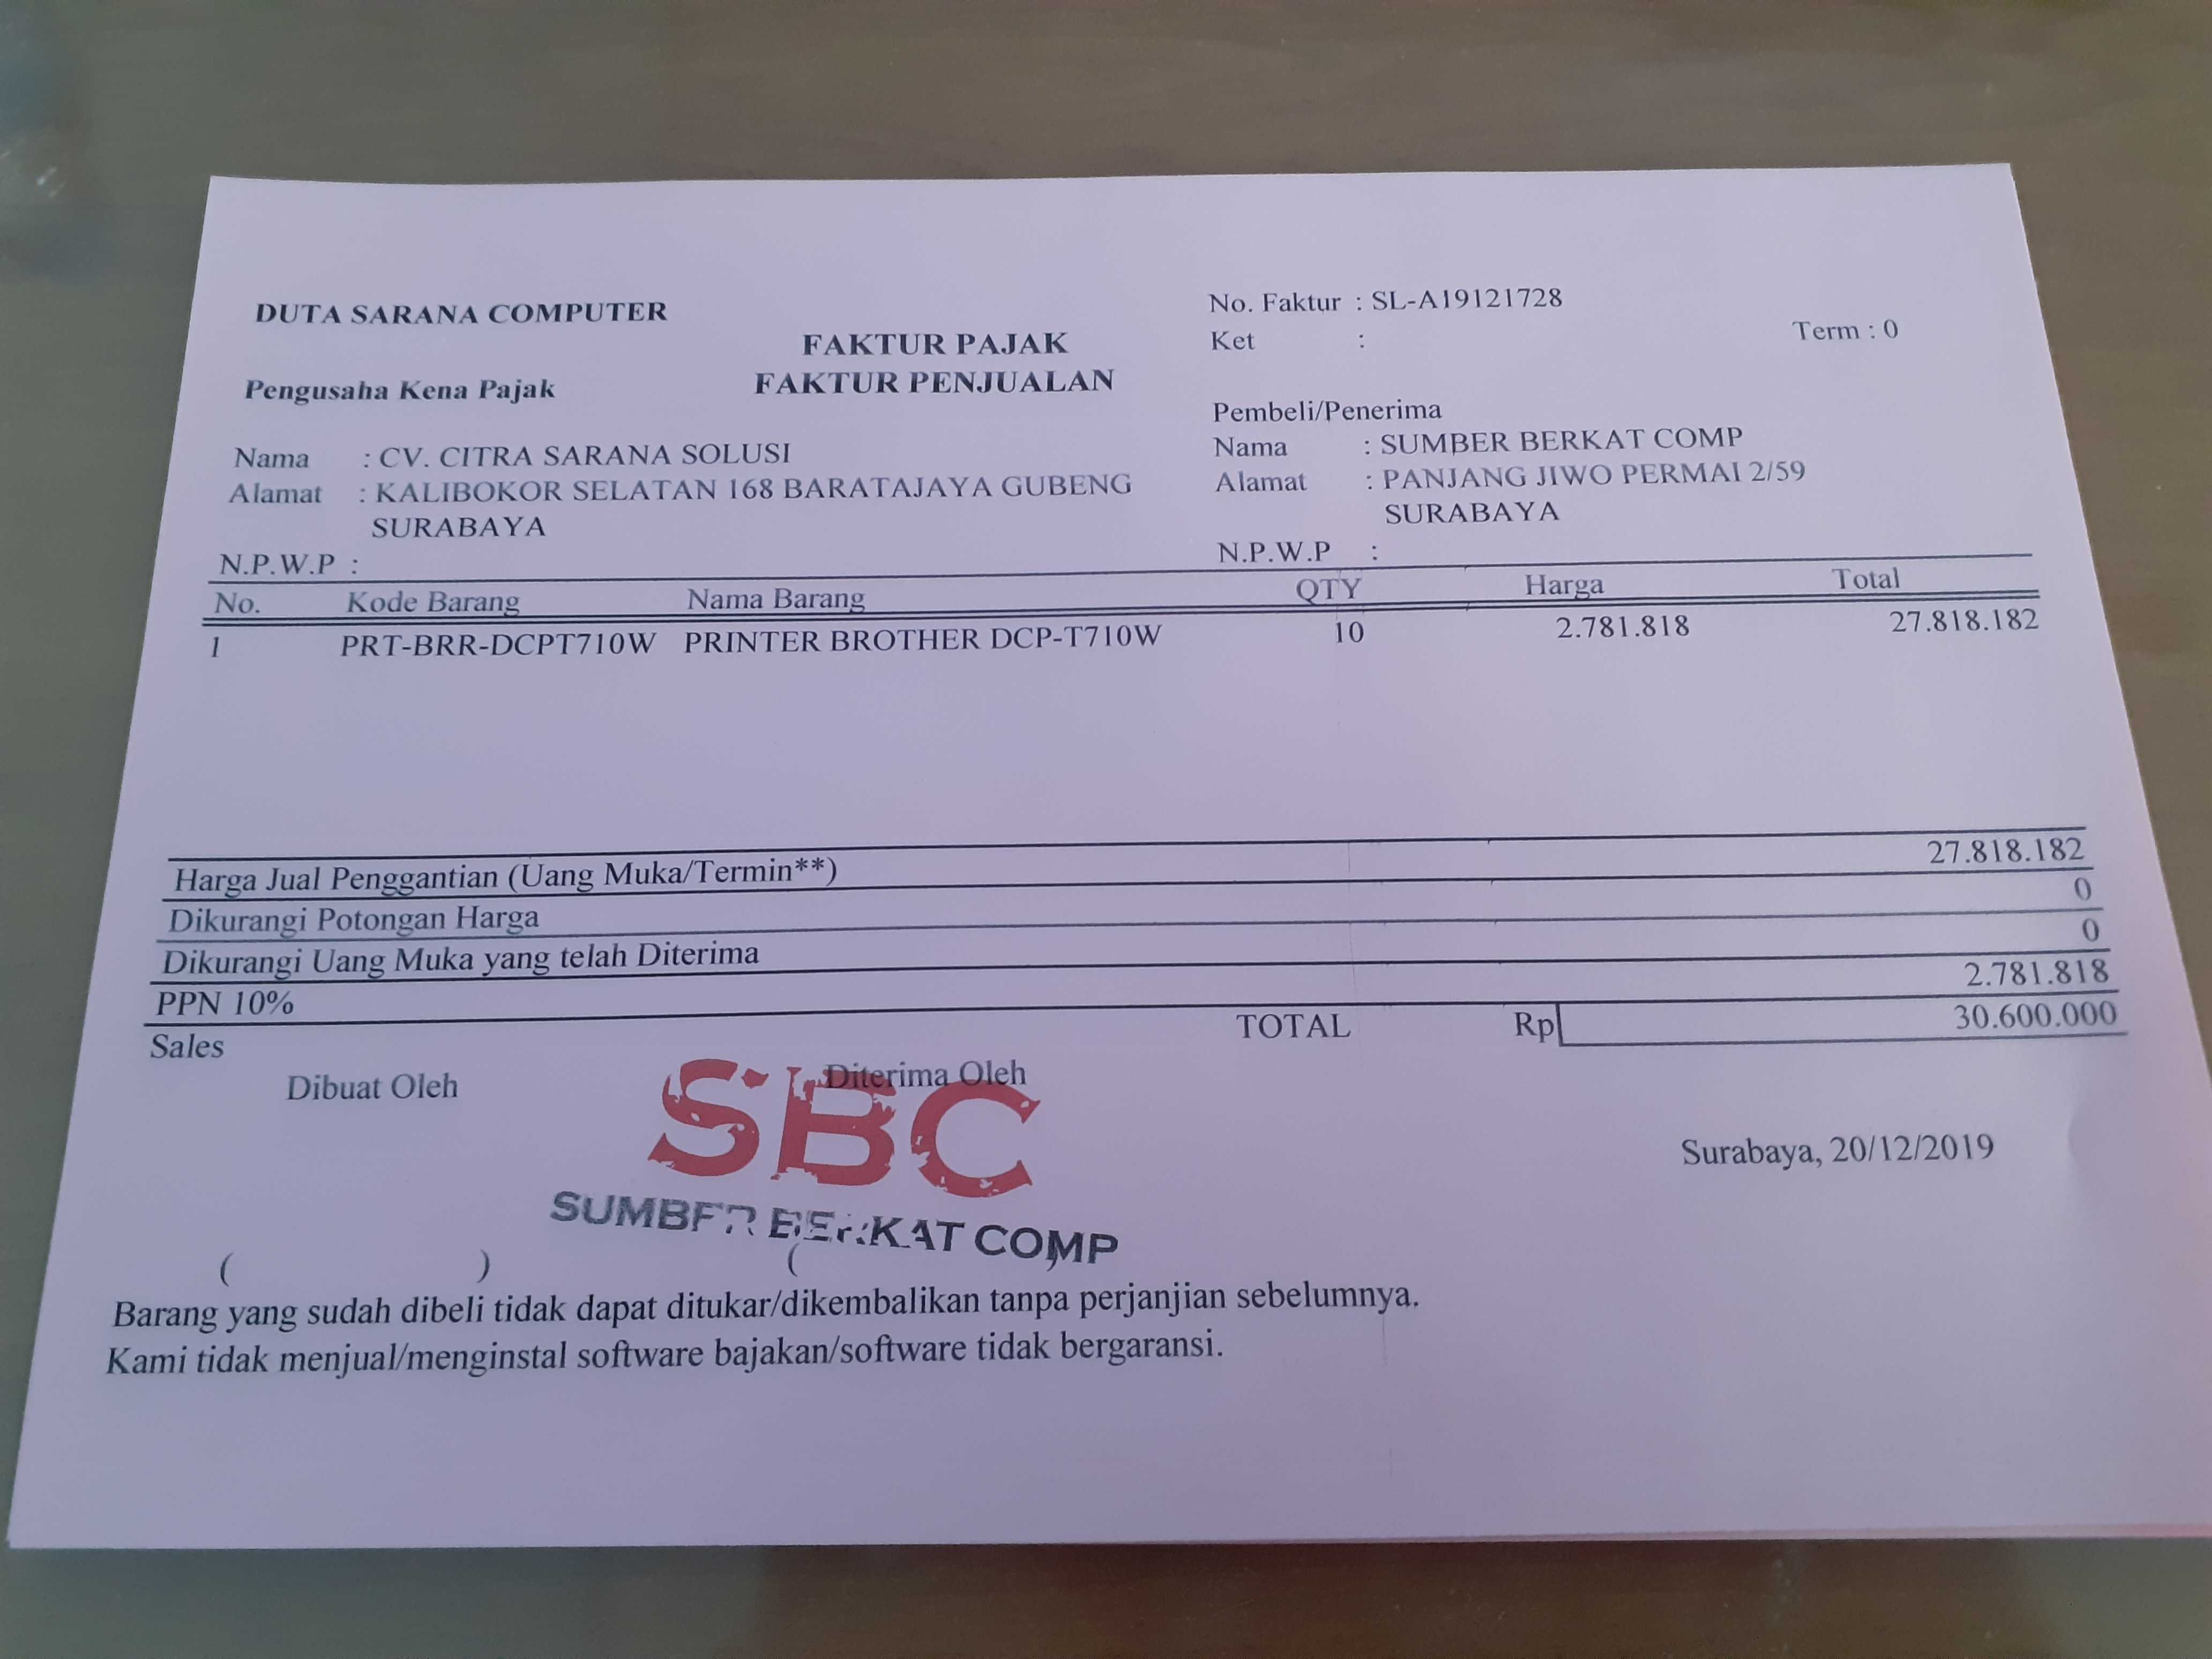 DUTA SARANA COMPUTER
FAKTUR PAJAK
FAKTUR PENJUALAN
No. Faktur : SL-A19121728
Ket :
Term : 0
Pengusaha Kena Pajak
Nama : CV. CITRA SARANA SOLUSI
Alamat : KALIBOKOR SELATAN 168 BARATAJAYA GUBENG
SURABAYA
N.P.W.P :
Pembeli/Penerima
Nama : SUMBER BERKAT COMP
Alamat : PANJANG JIWO PERMAI 2/59
SURABAYA
N.P.W.P :
No. Kode Barang Nama Barang QTY Harga Total
1 PRT-BRR-DCPT710W PRINTER BROTHER DCP-T710W 10 2.781.818 27.818.182
Harga Jual Penggantian (Uang Muka/Termin**) 27.818.182
Dikurangi Potongan Harga 0
Dikurangi Uang Muka yang telah Diterima 0
PPN 10% 2.781.818
Sales TOTAL Rp 30.600.000
Dibuat Oleh Diterima Oleh
SBC
SUMBER BERKAT COMP
Surabaya, 20/12/2019
( ) ( )
Barang yang sudah dibeli tidak dapat ditukar/dikembalikan tanpa perjanjian sebelumnya.
Kami tidak menjual/menginstal software bajakan/software tidak bergaransi.